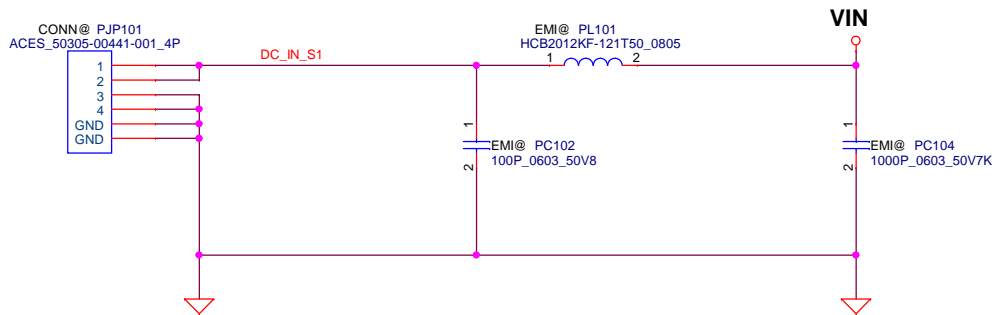 CONN@ PJP101
ACES_50305-00441-001_4P
1
2
3
4
GND
GND
DC_IN_S1
EMI@ PL101
HCB2012KF-121T50_0805
1
2
VIN
1
EMI@ PC102
2
100P_0603_50V8
1
EMI@ PC104
2
1000P_0603_50V7K